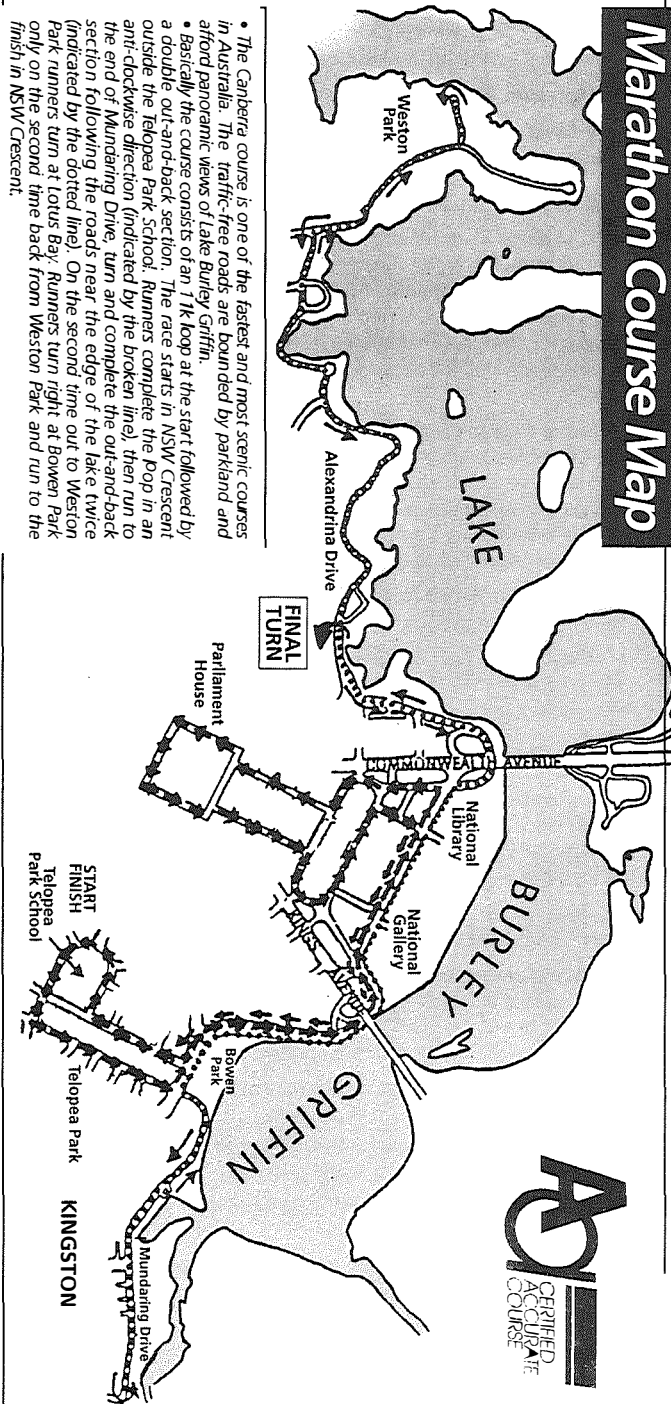 Marathon Course Map
• The Canberra course is one of the fastest and most scenic courses
in Australia. The traffic-free roads are bounded by parkland and
afford panoramic views of Lake Burley Griffin.
• Basically the course consists of an 11k loop at the start followed by
a double out-and-back section. The race starts in NSW Crescent
outside the Telopea Park School. Runners complete the loop in an
anti-clockwise direction (indicated by the broken line), then run to
the end of Mundaring Drive, turn and complete the out-and-back
section following the roads near the edge of the lake twice
(indicated by the dotted line). On the second time out to Weston
Park runners turn at Lotus Bay. Runners turn right at Bowen Park
only on the second time back from Weston Park and run to the
finish in NSW Crescent.
Weston
Park
LAKE
Alexandrina Drive
FINAL
TURN
Parliament
House
COMMONWEALTH AVENUE
National
Library
National
Gallery
BURLEY
GRIFFIN
START
FINISH
Telopea
Park School
Telopea Park
Bowen
Park
KINGSTON
Mundaring Drive
CERTIFIED
ACCURATE
COURSE